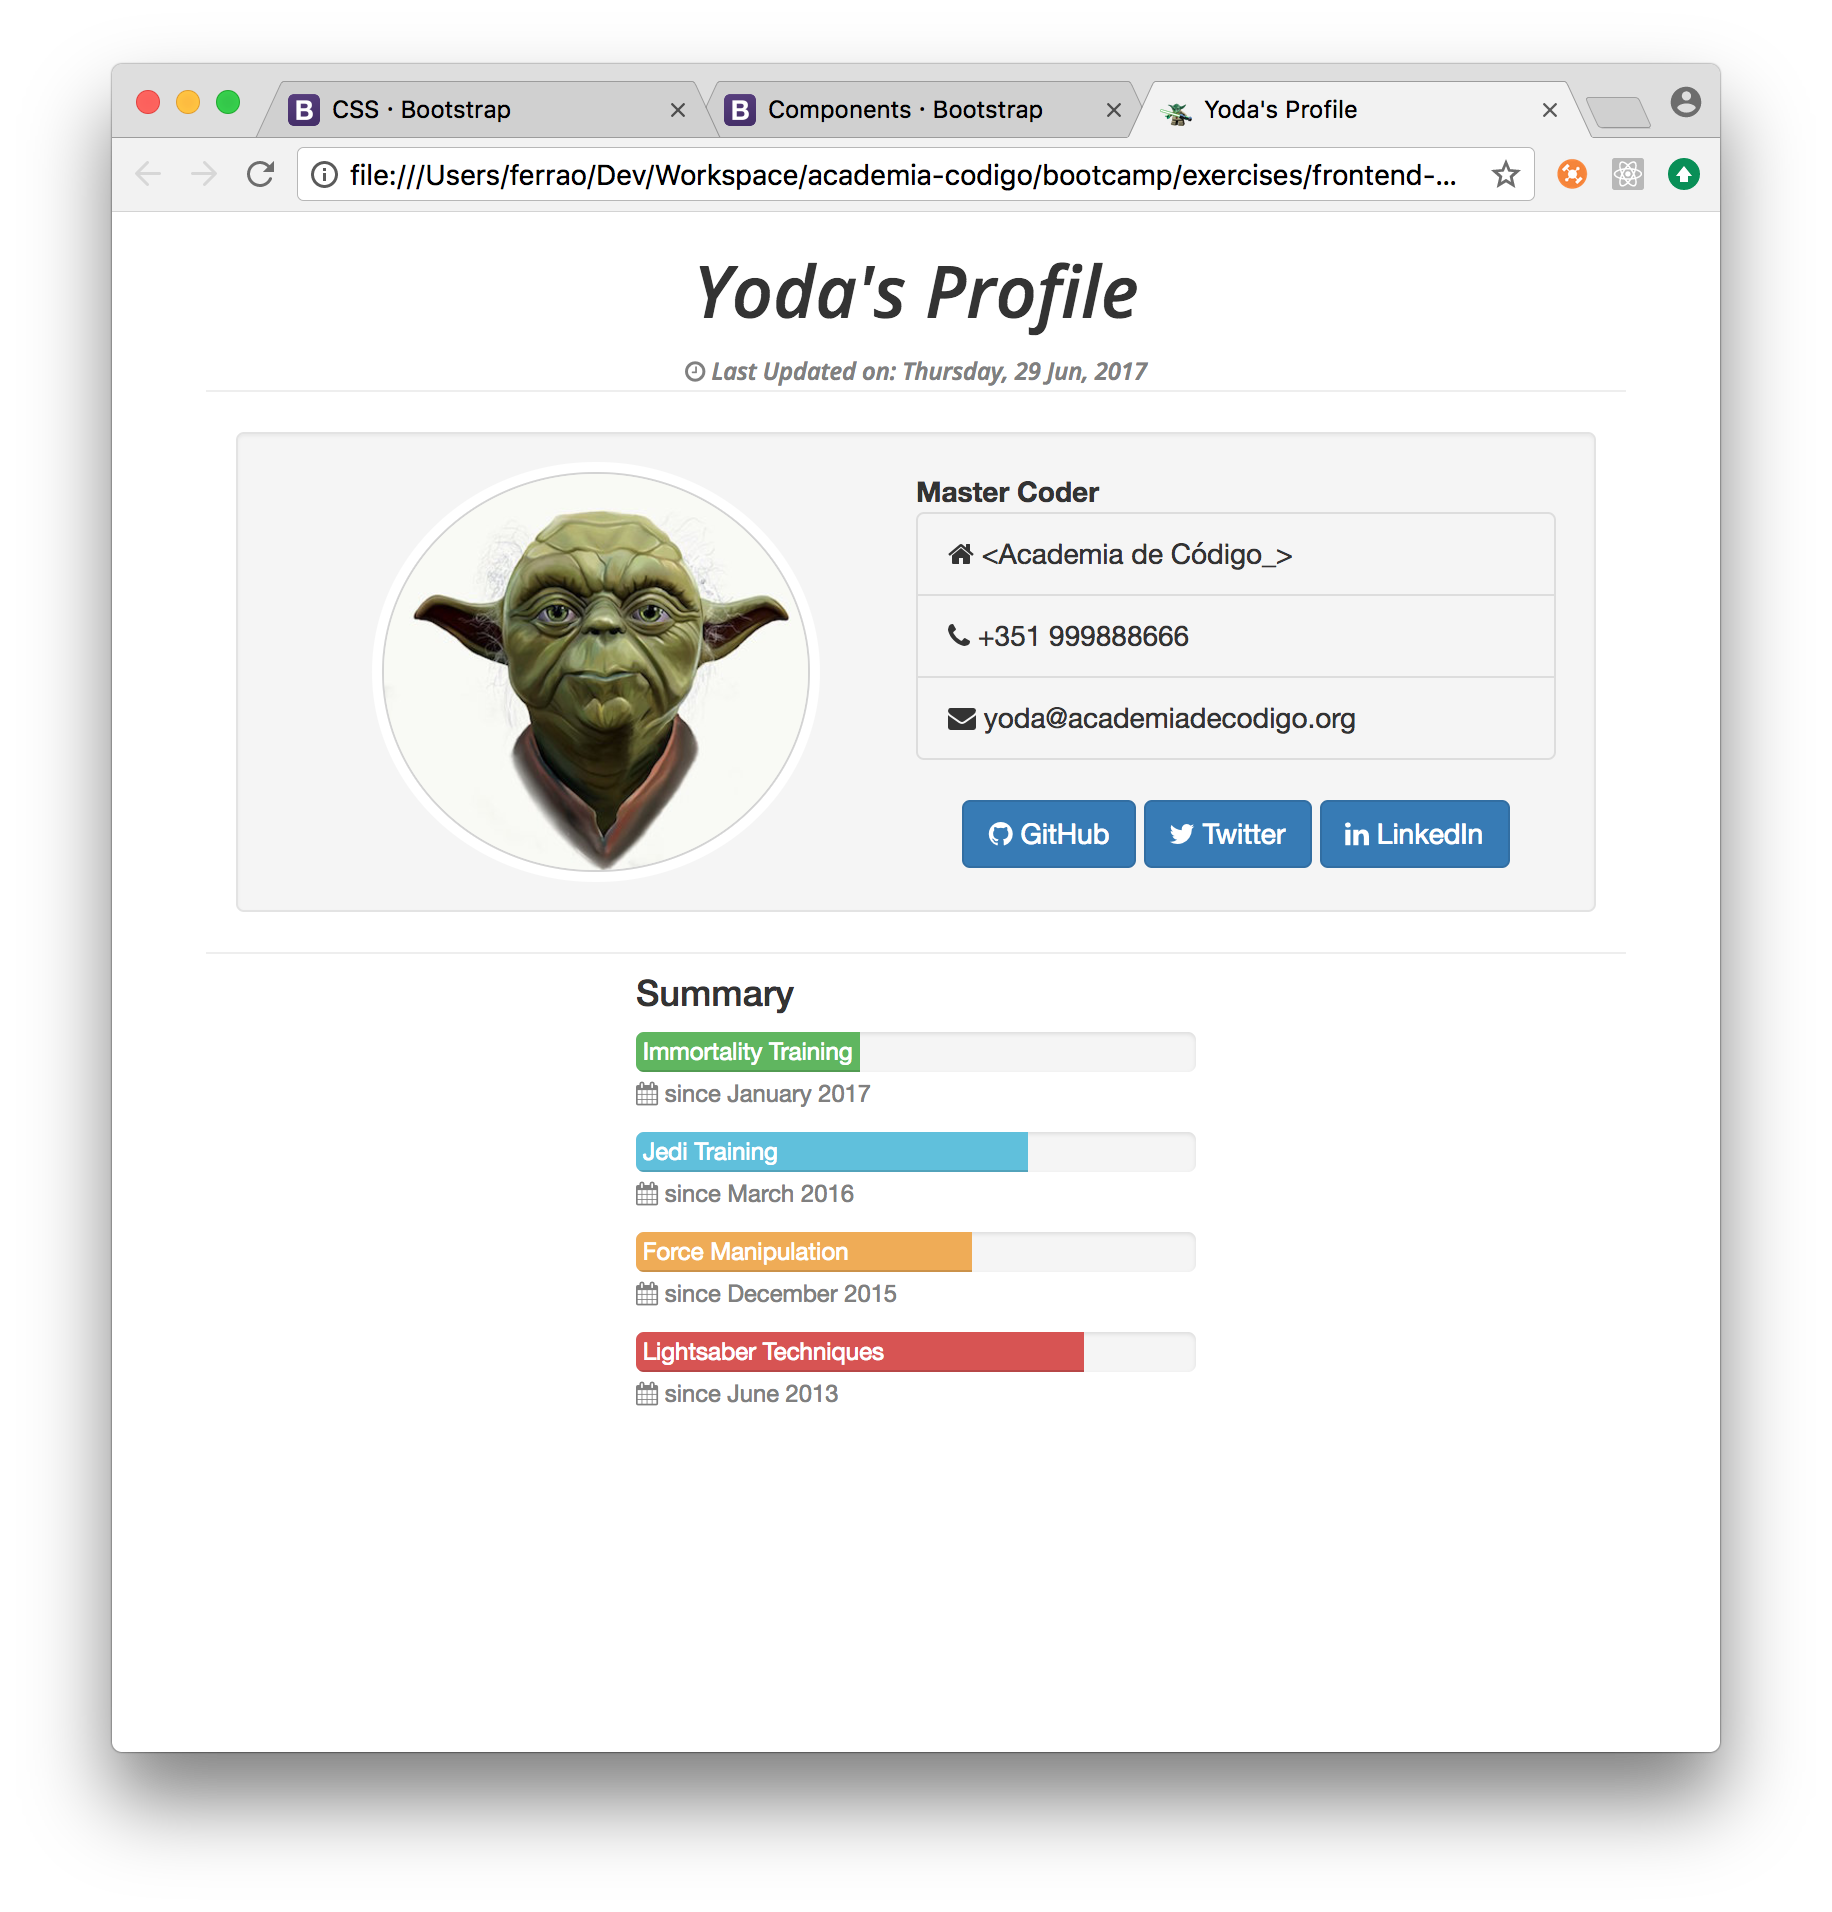 CSS · Bootstrap
Components · Bootstrap
Yoda's Profile
file:///Users/ferrao/Dev/Workspace/academia-codigo/bootcamp/exercises/frontend-...
Yoda's Profile
Last Updated on: Thursday, 29 Jun, 2017
Master Coder
<Academia de Código_>
+351 999888666
yoda@academiadecodigo.org
GitHub
Twitter
LinkedIn
Summary
Immortality Training
since January 2017
Jedi Training
since March 2016
Force Manipulation
since December 2015
Lightsaber Techniques
since June 2013